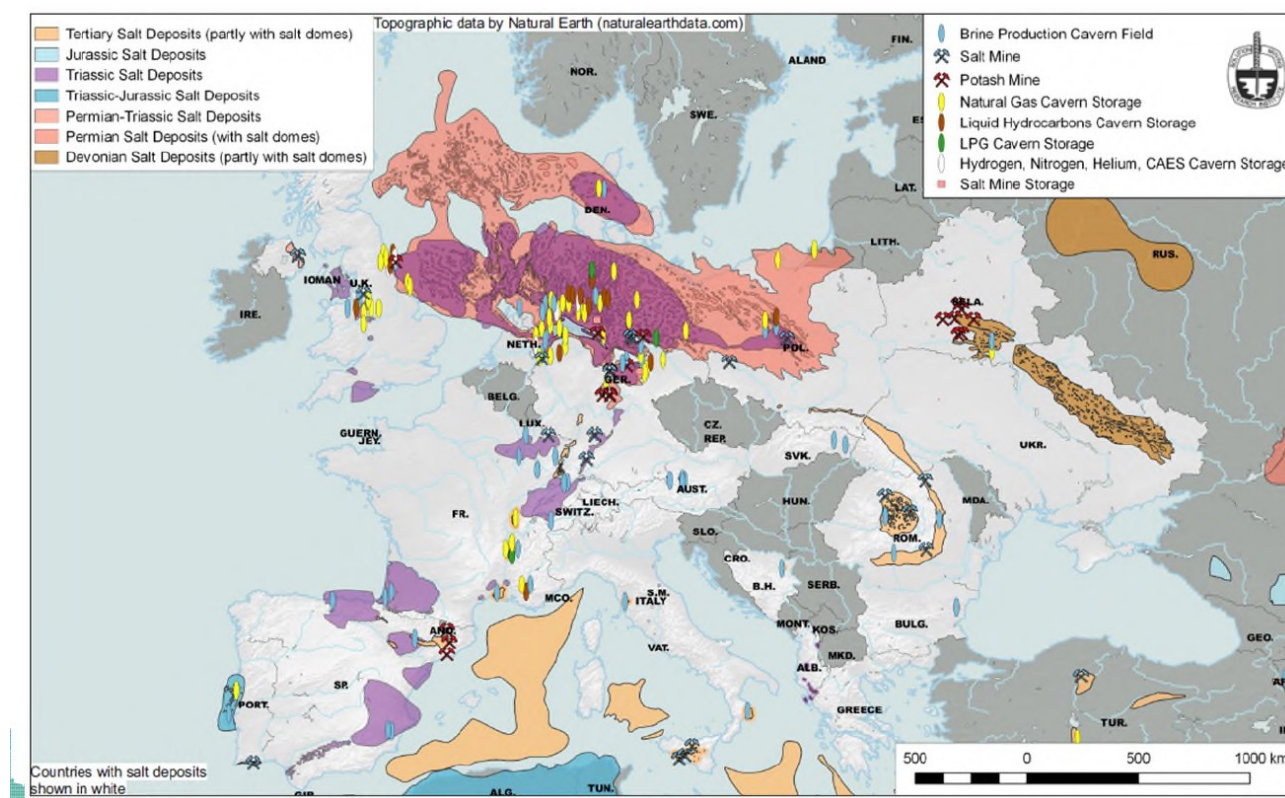 Topographic data by Natural Earth (naturalearthdata.com)
Tertiary Salt Deposits (partly with salt domes)
Jurassic Salt Deposits
Triassic Salt Deposits
Triassic-Jurassic Salt Deposits
Permian-Triassic Salt Deposits
Permian Salt Deposits (with salt domes)
Devonian Salt Deposits (partly with salt domes)
Brine Production Cavern Field
Salt Mine
Potash Mine
Natural Gas Cavern Storage
Liquid Hydrocarbons Cavern Storage
LPG Cavern Storage
Hydrogen, Nitrogen, Helium, CAES Cavern Storage
Salt Mine Storage
FIN.
ALAND
NOR.
SWE.
LAT.
DEN.
LITH.
RUS.
IOMAN
U.K.
IRE.
NETH.
POL.
GER.
BELG.
LUX.
CZ.
REP.
GUERN.
JEY.
UKR.
SVK.
LIECH.
AUST.
HUN.
MDA.
FR.
SWITZ.
SLO.
ROM.
CRO.
B.H.
SERB.
S.M.
ITALY
MCO.
MONT.
KOS.
BULG.
GEO.
AND.
VAT.
MKD.
ALB.
SP.
PORT.
GREECE
TUR.
Countries with salt deposits
shown in white
ALG.
TUN.
500 0 500 1000 km